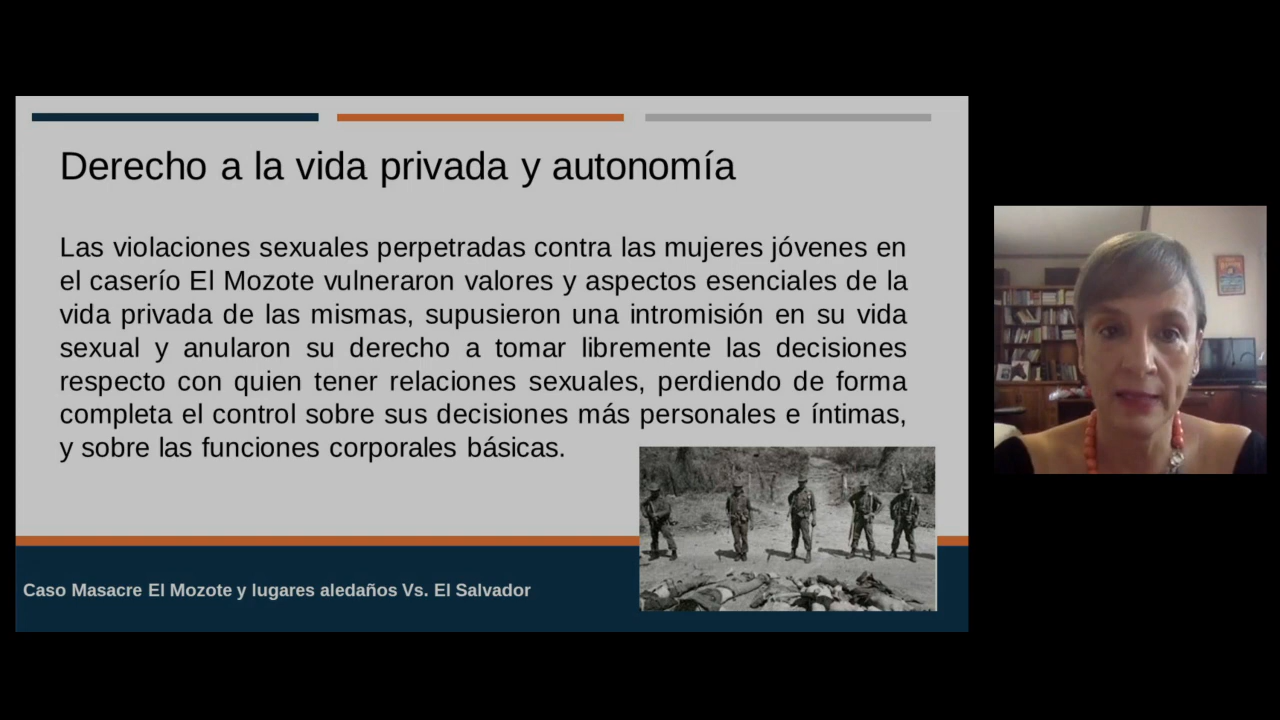 Derecho a la vida privada y autonomía
Las violaciones sexuales perpetradas contra las mujeres jóvenes en
el caserío El Mozote vulneraron valores y aspectos esenciales de la
vida privada de las mismas, supusieron una intromisión en su vida
sexual y anularon su derecho a tomar libremente las decisiones
respecto con quien tener relaciones sexuales, perdiendo de forma
completa el control sobre sus decisiones más personales e íntimas,
y sobre las funciones corporales básicas.
Caso Masacre El Mozote y lugares aledaños Vs. El Salvador